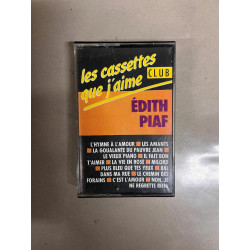 les cassettes
que j'aime
CLUB
ÉDITH
PIAF
L'HYMNE À L'AMOUR ■ LES AMANTS
■ LA GOUALANTE DU PAUVRE JEAN ■
LE VIEUX PIANO ■ IL FAIT BON
T'AIMER ■ LA VIE EN ROSE ■ MILORD
■ PLUS BLEU QUE TES YEUX ■ BAL
DANS MA RUE ■ LE CHEMIN DES
FORAINS ■ C'EST L'AMOUR ■ NON, JE
NE REGRETTE RIEN